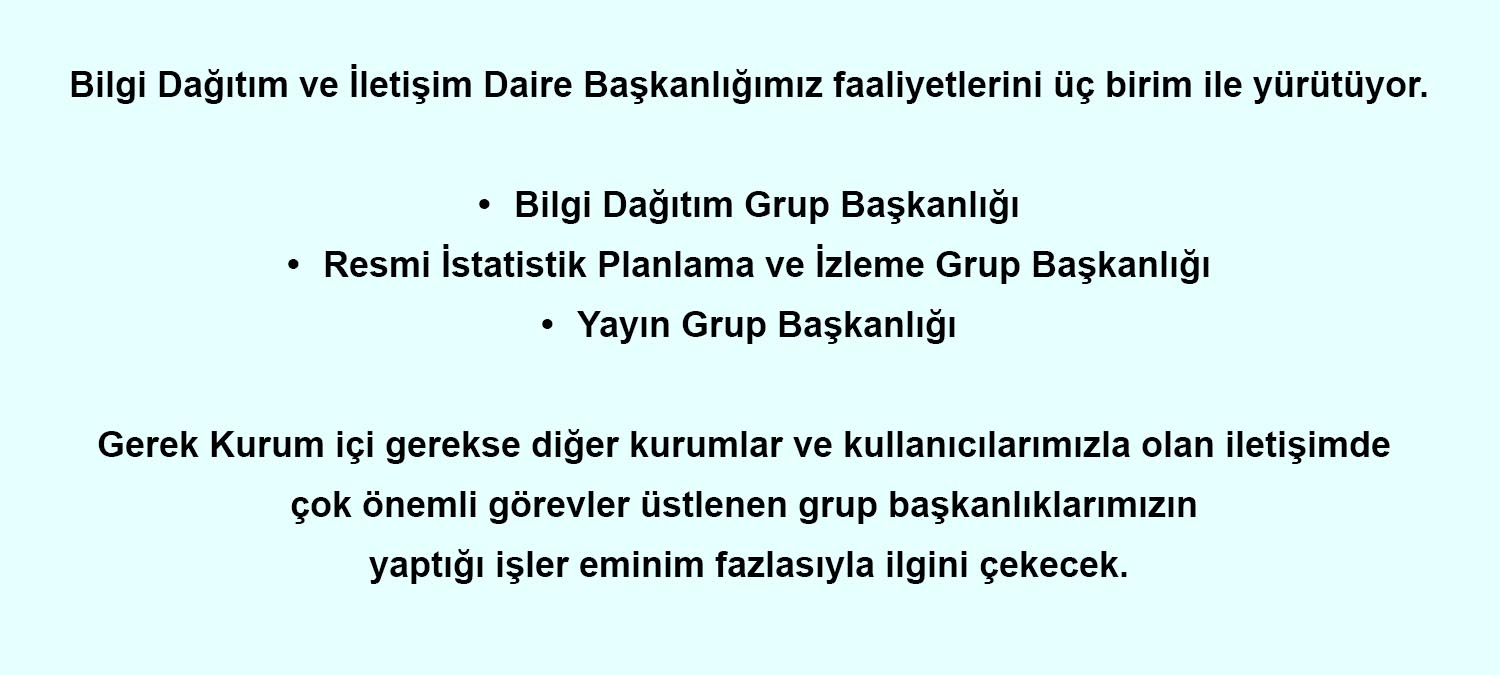 Bilgi Dağıtım ve İletişim Daire Başkanlığımız faaliyetlerini üç birim ile yürütüyor.
• Bilgi Dağıtım Grup Başkanlığı
• Resmi İstatistik Planlama ve İzleme Grup Başkanlığı
• Yayın Grup Başkanlığı
Gerek Kurum içi gerekse diğer kurumlar ve kullanıcılarımızla olan iletişimde
çok önemli görevler üstlenen grup başkanlıklarımızın
yaptığı işler eminim fazlasıyla ilgini çekecek.